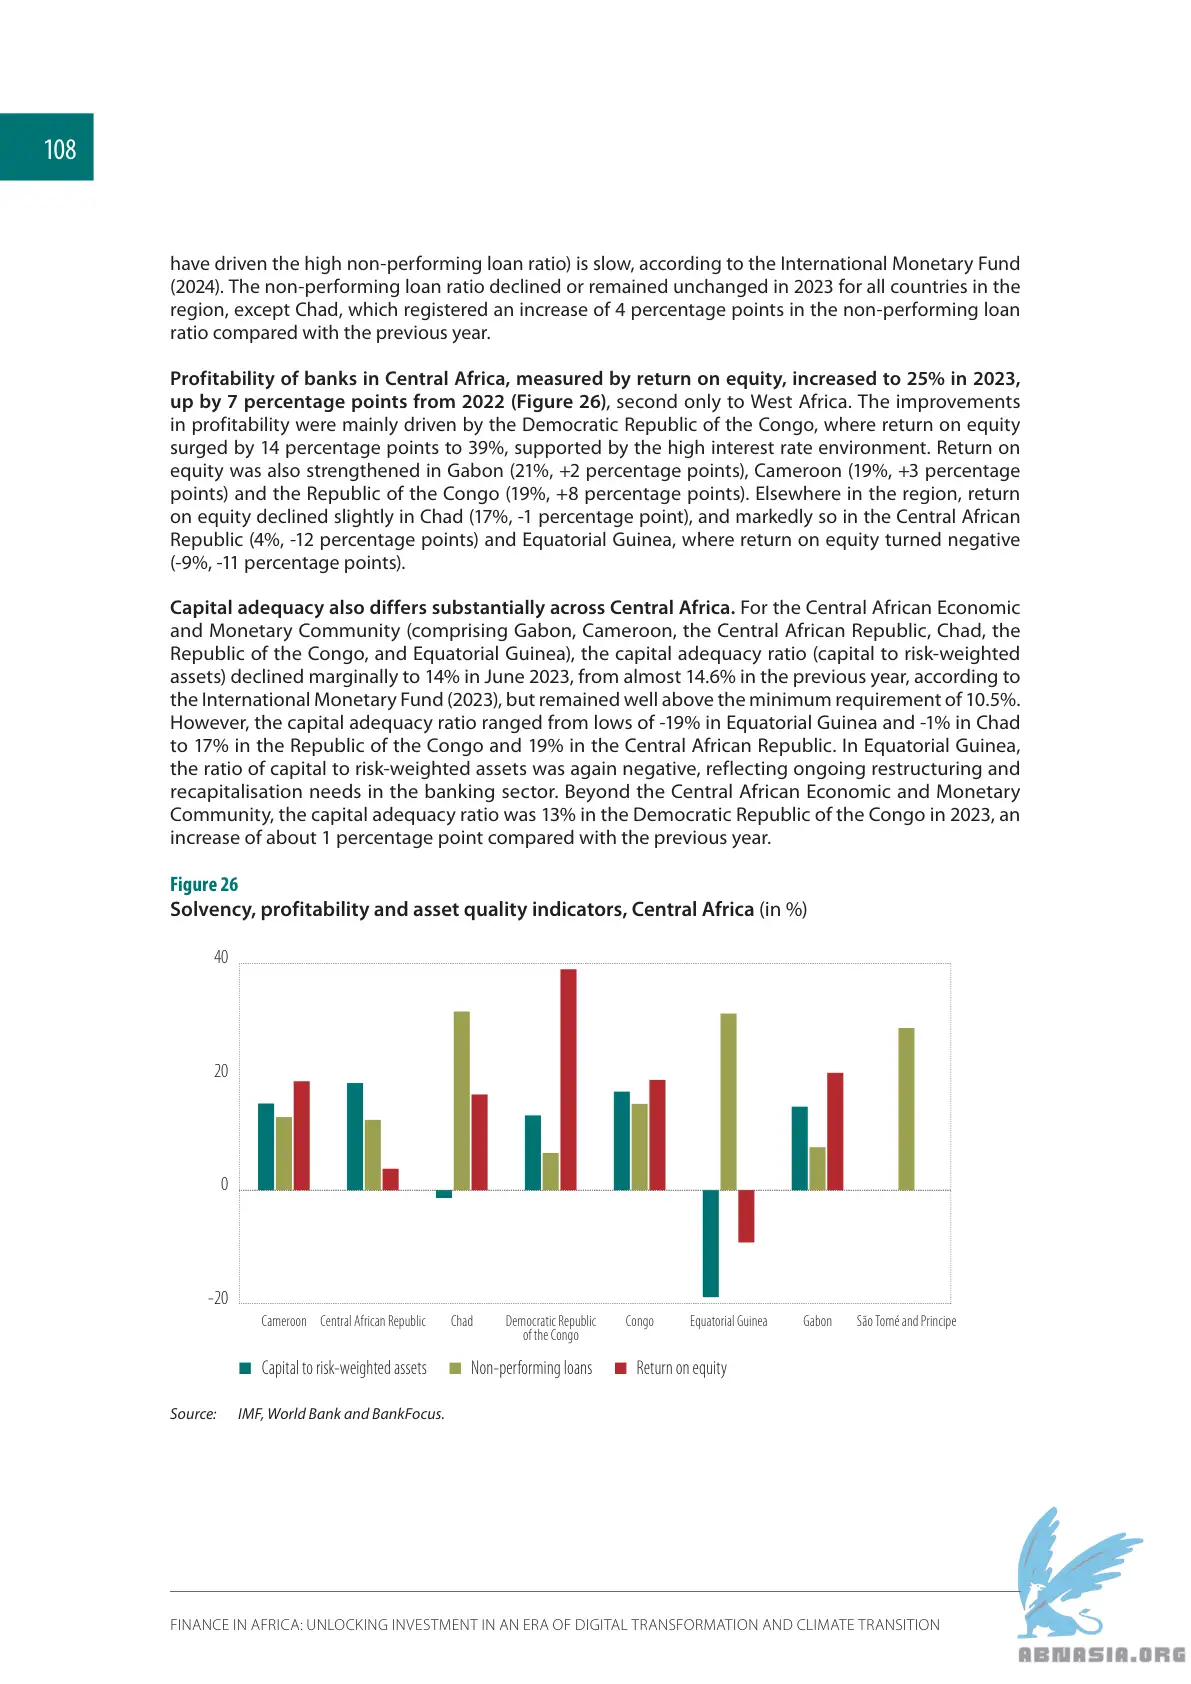 108
have driven the high non-performing loan ratio) is slow, according to the International Monetary Fund
(2024). The non-performing loan ratio declined or remained unchanged in 2023 for all countries in the
region, except Chad, which registered an increase of 4 percentage points in the non-performing loan
ratio compared with the previous year.
Profitability of banks in Central Africa, measured by return on equity, increased to 25% in 2023,
up by 7 percentage points from 2022 (Figure 26), second only to West Africa. The improvements
in profitability were mainly driven by the Democratic Republic of the Congo, where return on equity
surged by 14 percentage points to 39%, supported by the high interest rate environment. Return on
equity was also strengthened in Gabon (21%, +2 percentage points), Cameroon (19%, +3 percentage
points) and the Republic of the Congo (19%, +8 percentage points). Elsewhere in the region, return
on equity declined slightly in Chad (17%, -1 percentage point), and markedly so in the Central African
Republic (4%, -12 percentage points) and Equatorial Guinea, where return on equity turned negative
(-9%, -11 percentage points).
Capital adequacy also differs substantially across Central Africa. For the Central African Economic
and Monetary Community (comprising Gabon, Cameroon, the Central African Republic, Chad, the
Republic of the Congo, and Equatorial Guinea), the capital adequacy ratio (capital to risk-weighted
assets) declined marginally to 14% in June 2023, from almost 14.6% in the previous year, according to
the International Monetary Fund (2023), but remained well above the minimum requirement of 10.5%.
However, the capital adequacy ratio ranged from lows of -19% in Equatorial Guinea and -1% in Chad
to 17% in the Republic of the Congo and 19% in the Central African Republic. In Equatorial Guinea,
the ratio of capital to risk-weighted assets was again negative, reflecting ongoing restructuring and
recapitalisation needs in the banking sector. Beyond the Central African Economic and Monetary
Community, the capital adequacy ratio was 13% in the Democratic Republic of the Congo in 2023, an
increase of about 1 percentage point compared with the previous year.
Figure 26
Solvency, profitability and asset quality indicators, Central Africa (in %)
40
20
0
-20
Cameroon Central African Republic Chad Democratic Republic Congo Equatorial Guinea Gabon São Tomé and Principe
of the Congo
Capital to risk-weighted assets Non-performing loans Return on equity
Source: IMF, World Bank and BankFocus.
FINANCE IN AFRICA: UNLOCKING INVESTMENT IN AN ERA OF DIGITAL TRANSFORMATION AND CLIMATE TRANSITION
ABNASIA.ORG